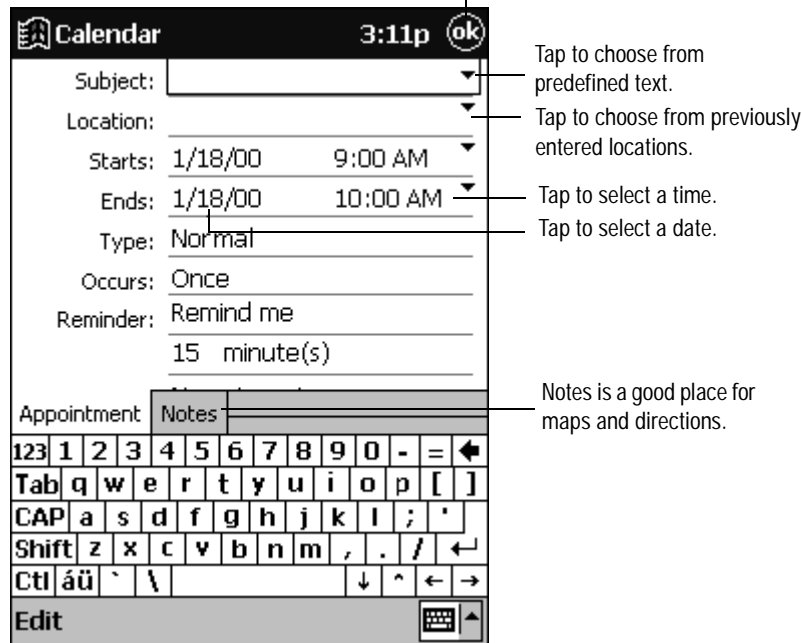 Calendar 3:11p ok
Subject:
Tap to choose from
predefined text.
Location:
Tap to choose from previously
entered locations.
Starts: 1/18/00 9:00 AM
Ends: 1/18/00 10:00 AM
Tap to select a time.
Tap to select a date.
Type: Normal
Occurs: Once
Reminder: Remind me
15 minute(s)
Appointment Notes
Notes is a good place for
maps and directions.
123 1 2 3 4 5 6 7 8 9 0 - =
Tab q w e r t y u i o p [ ]
CAP a s d f g h j k l ; '
Shift z x c v b n m , . /
Ctl áü ` \ ↓ ^ ← →
Edit